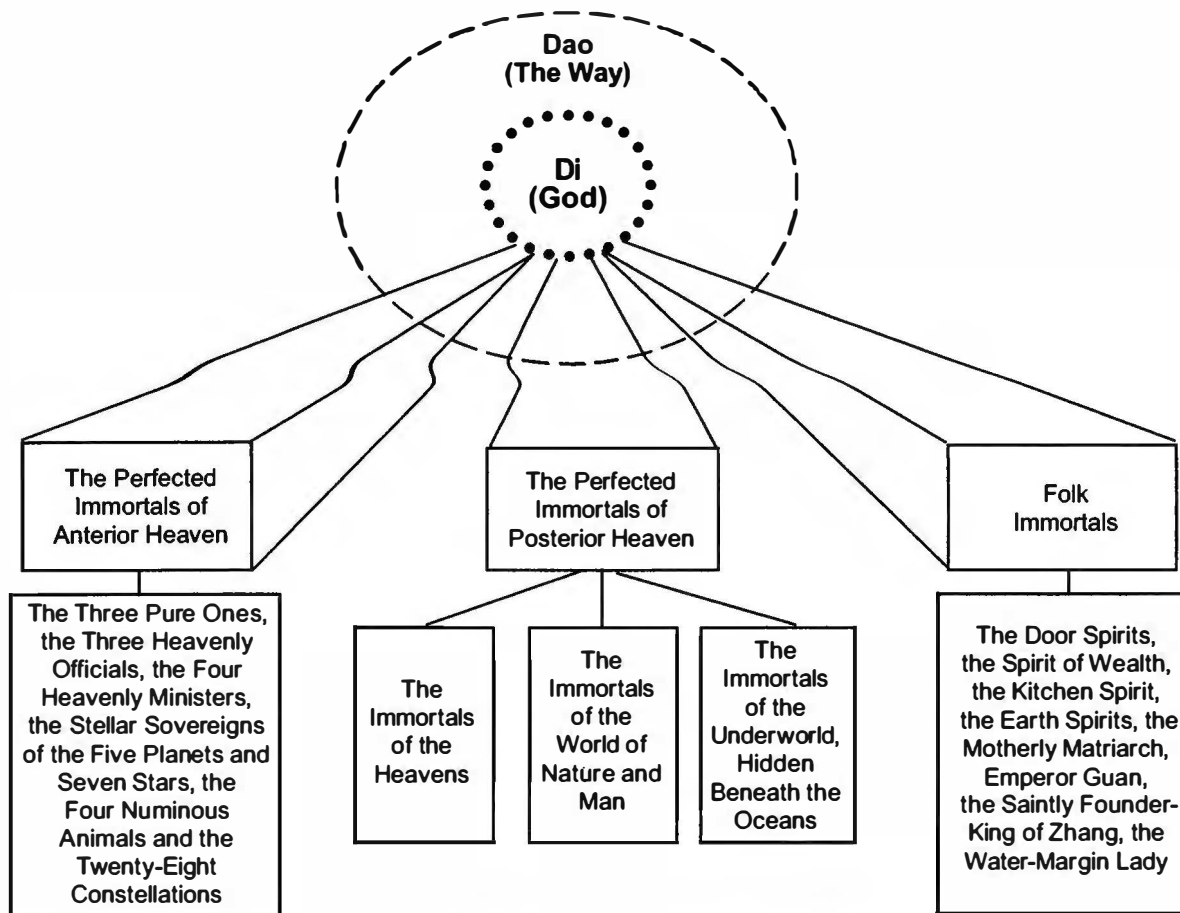 Dao
(The Way)
Di
(God)
The Perfected
Immortals of
Anterior Heaven
The Perfected
Immortals of
Posterior Heaven
Folk
Immortals
The Three Pure Ones,
the Three Heavenly
Officials, the Four
Heavenly Ministers,
the Stellar Sovereigns
of the Five Planets and
Seven Stars, the
Four Numinous
Animals and the
Twenty-Eight
Constellations
The
Immortals
of the
Heavens
The
Immortals
of the
World of
Nature and
Man
The
Immortals
of the
Underworld,
Hidden
Beneath the
Oceans
The Door Spirits,
the Spirit of Wealth,
the Kitchen Spirit,
the Earth Spirits, the
Motherly Matriarch,
Emperor Guan,
the Saintly Founder-
King of Zhang, the
Water-Margin Lady